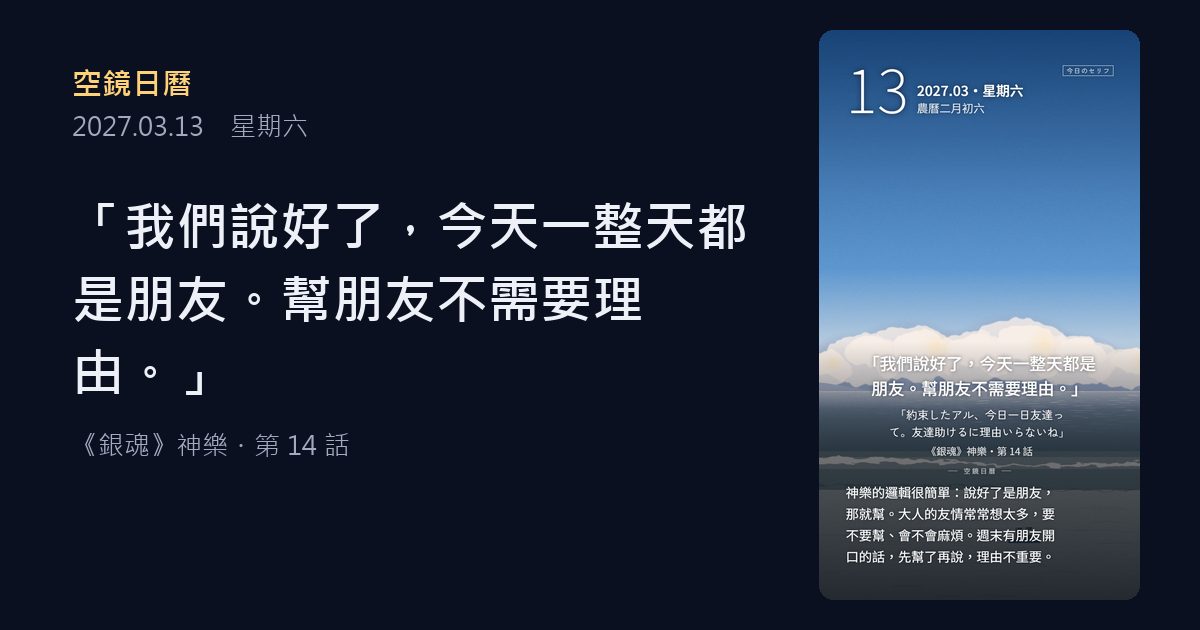 空鏡日曆
2027.03.13 星期六
「我們說好了，今天一整天都
是朋友。幫朋友不需要理
由。」
《銀魂》神樂・第 14 話
13
2027.03・星期六
農曆二月初六
今日のセリフ
「我們說好了，今天一整天都是
朋友。幫朋友不需要理由。」
「約束したアル、今日一日友達っ
て。友達助けるに理由いらないね」
《銀魂》神樂・第 14 話
— 空鏡日曆 —
神樂的邏輯很簡單：說好了是朋友，
那就幫。大人的友情常常想太多，要
不要幫、會不會麻煩。週末有朋友開
口的話，先幫了再說，理由不重要。